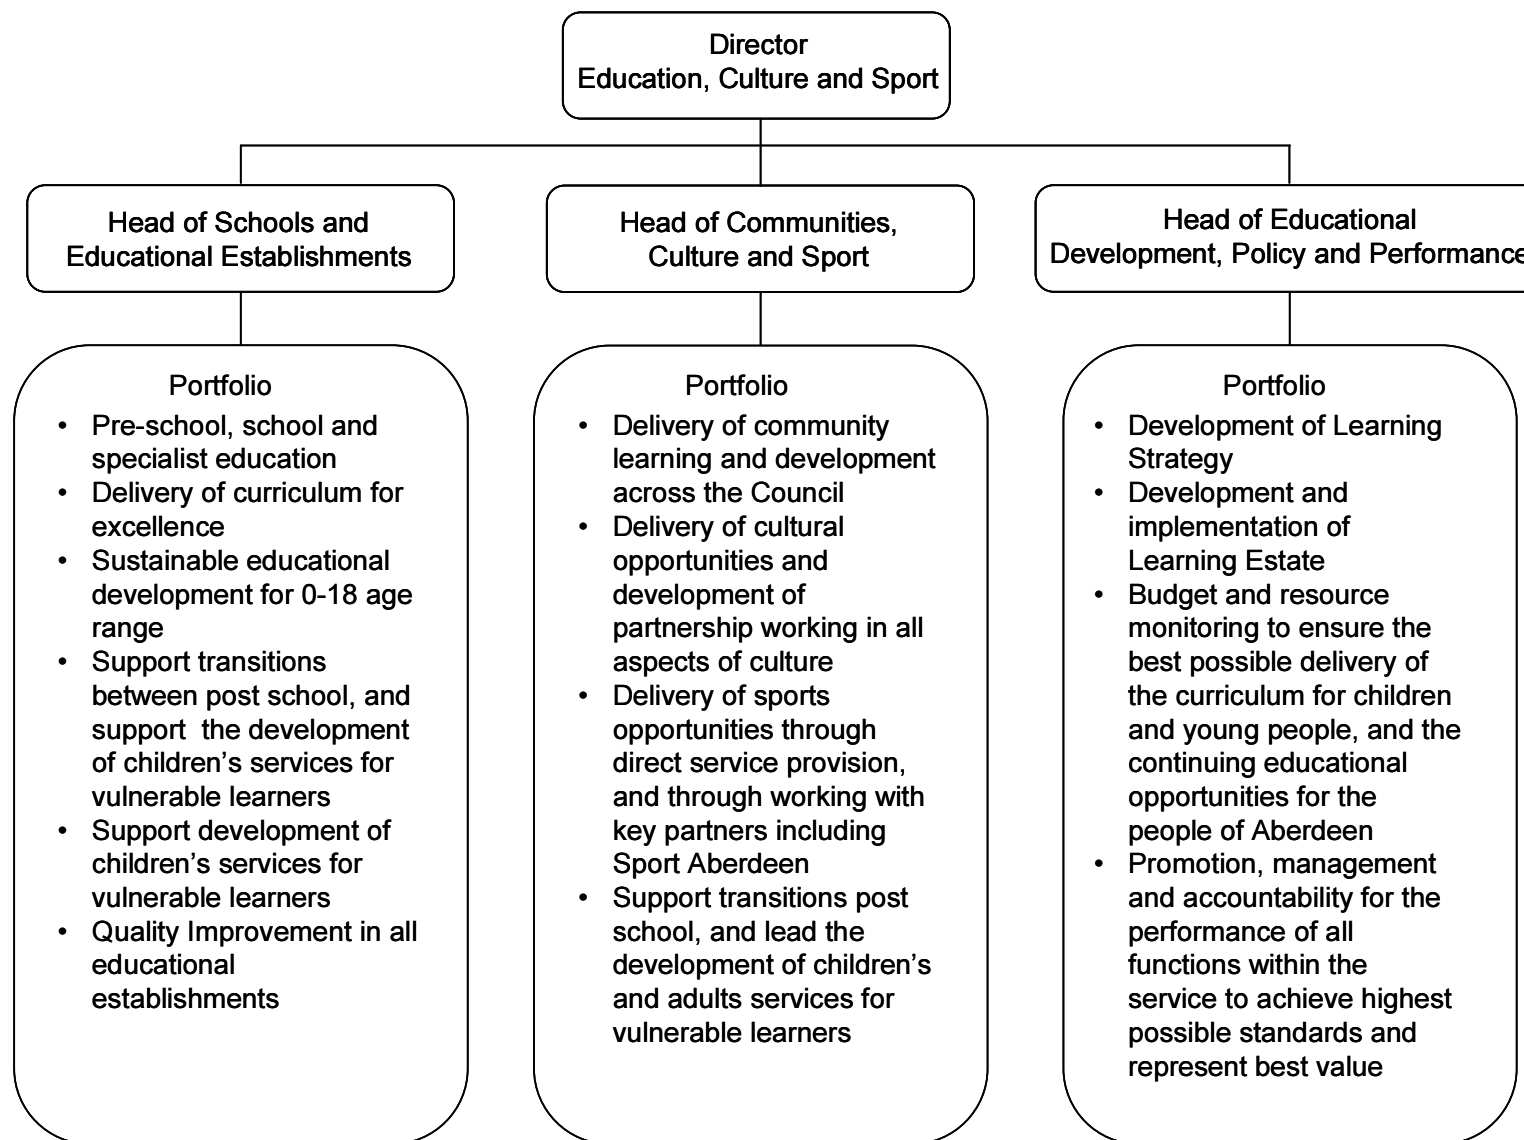 Director
Education, Culture and Sport
Head of Schools and
Educational Establishments
Head of Communities,
Culture and Sport
Head of Educational
Development, Policy and Performance
Portfolio
• Pre-school, school and
specialist education
• Delivery of curriculum for
excellence
• Sustainable educational
development for 0-18 age
range
• Support transitions
between post school, and
support  the development
of children’s services for
vulnerable learners
• Support development of
children’s services for
vulnerable learners
• Quality Improvement in all
educational
establishments
Portfolio
• Delivery of community
learning and development
across the Council
• Delivery of cultural
opportunities and
development of
partnership working in all
aspects of culture
• Delivery of sports
opportunities through
direct service provision,
and through working with
key partners including
Sport Aberdeen
• Support transitions post
school, and lead the
development of children’s
and adults services for
vulnerable learners
Portfolio
• Development of Learning
Strategy
• Development and
implementation of
Learning Estate
• Budget and resource
monitoring to ensure the
best possible delivery of
the curriculum for children
and young people, and the
continuing educational
opportunities for the
people of Aberdeen
• Promotion, management
and accountability for the
performance of all
functions within the
service to achieve highest
possible standards and
represent best value